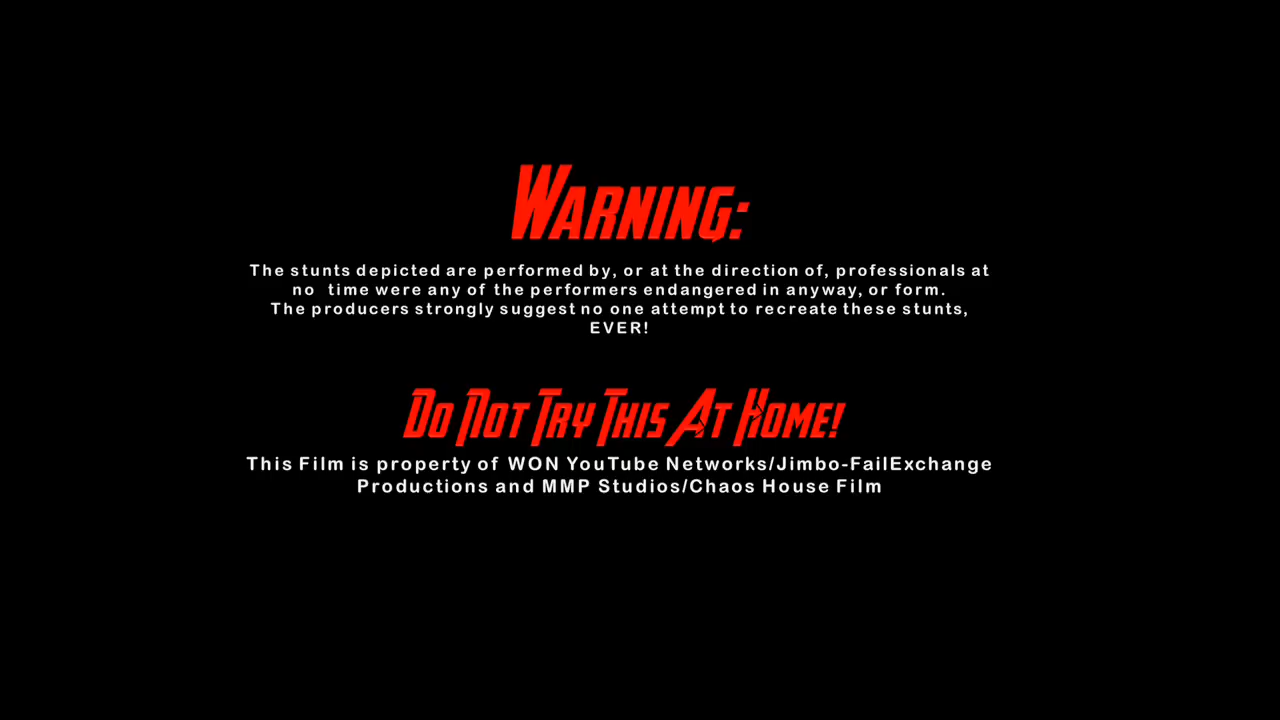 WARNING:
The stunts depicted are performed by, or at the direction of, professionals at
no time were any of the performers endangered in anyway, or form.
The producers strongly suggest no one attempt to recreate these stunts,
EVER!
DO NOT TRY THIS AT HOME!
This Film is property of WON YouTube Networks/Jimbo-FailExchange
Productions and MMP Studios/Chaos House Film